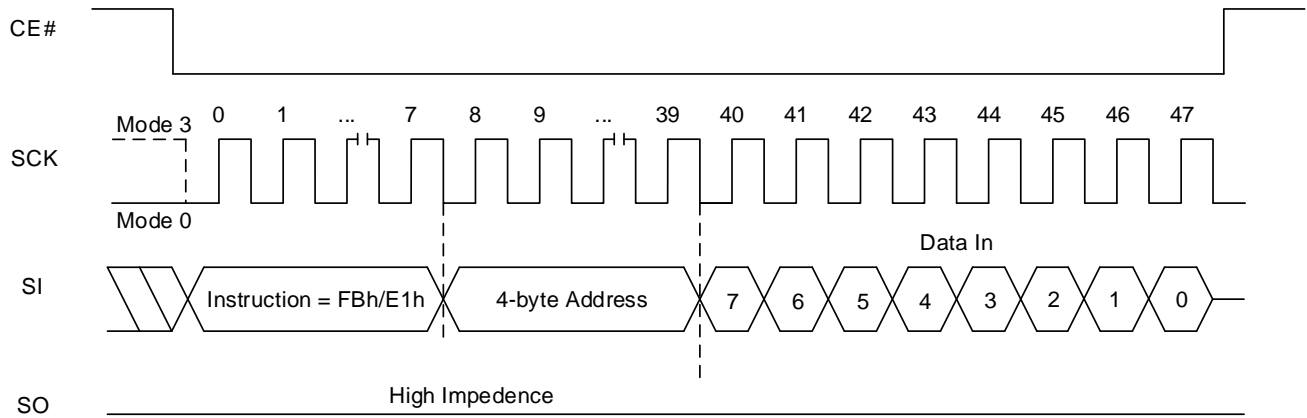 CE#
0 1 ... 7 8 9 ... 39 40 41 42 43 44 45 46 47
Mode 3
SCK
Mode 0
Data In
SI
Instruction = FBh/E1h 4-byte Address 7 6 5 4 3 2 1 0
High Impedence
SO